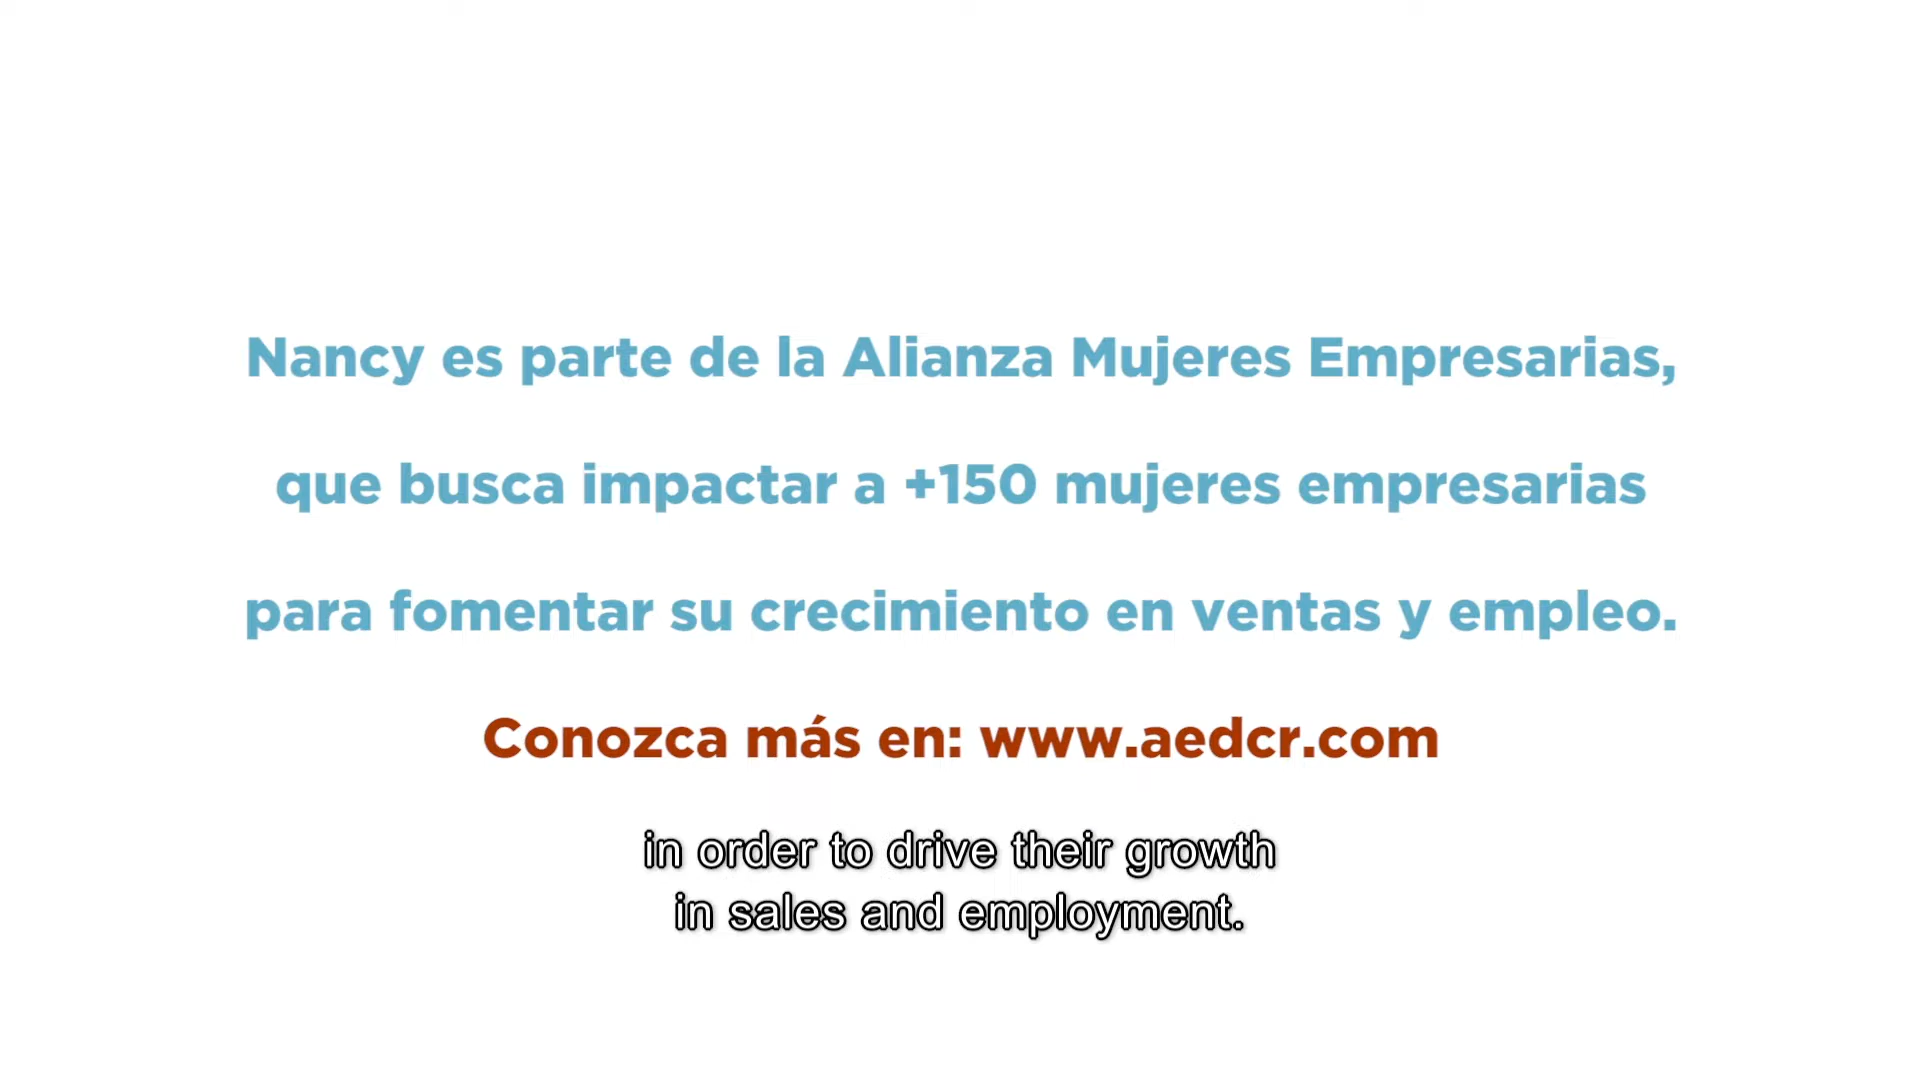 Nancy es parte de la Alianza Mujeres Empresarias,
que busca impactar a +150 mujeres empresarias
para fomentar su crecimiento en ventas y empleo.
Conozca más en: www.aedcr.com
in order to drive their growth
in sales and employment.